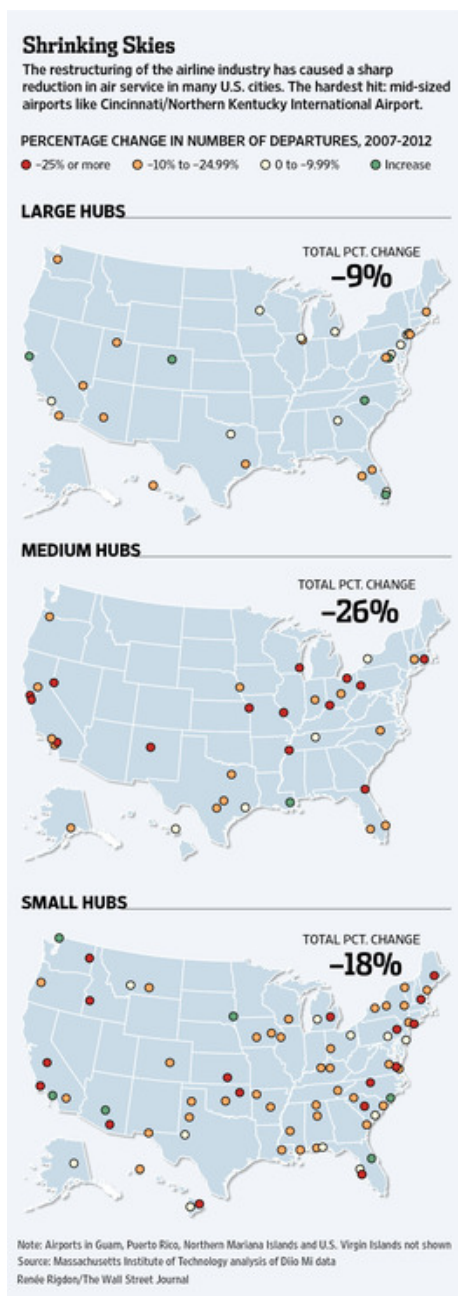 Shrinking Skies
The restructuring of the airline industry has caused a sharp
reduction in air service in many U.S. cities. The hardest hit: mid-sized
airports like Cincinnati/Northern Kentucky International Airport.
PERCENTAGE CHANGE IN NUMBER OF DEPARTURES, 2007-2012
-25% or more -10% to -24.99% 0 to -9.99% Increase
LARGE HUBS
TOTAL PCT. CHANGE
-9%
MEDIUM HUBS
TOTAL PCT. CHANGE
-26%
SMALL HUBS
TOTAL PCT. CHANGE
-18%
Note: Airports in Guam, Puerto Rico, Northern Mariana Islands and U.S. Virgin Islands not shown
Source: Massachusetts Institute of Technology analysis of Diio Mi data
Renée Rigdon/The Wall Street Journal